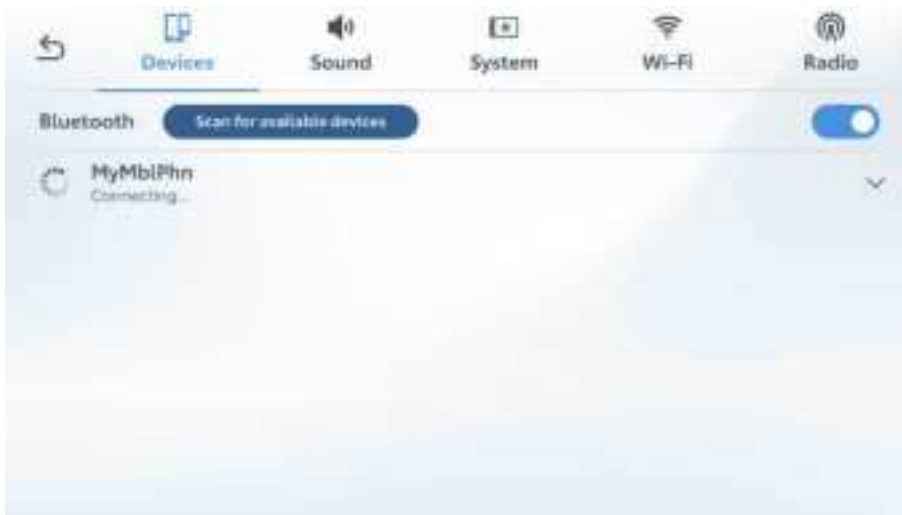 Devices
Sound
System
Wi-Fi
Radio
Bluetooth
Scan for available devices
MyMblPhn
Connecting...